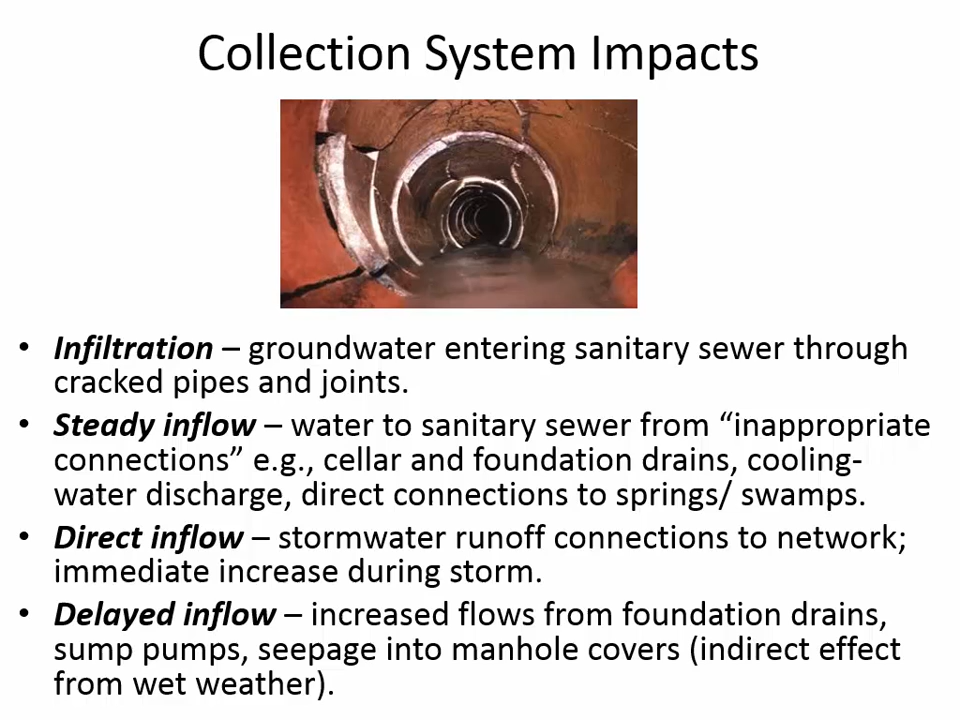 Collection System Impacts
• Infiltration – groundwater entering sanitary sewer through
cracked pipes and joints.
• Steady inflow – water to sanitary sewer from “inappropriate
connections” e.g., cellar and foundation drains, cooling-
water discharge, direct connections to springs/ swamps.
• Direct inflow – stormwater runoff connections to network;
immediate increase during storm.
• Delayed inflow – increased flows from foundation drains,
sump pumps, seepage into manhole covers (indirect effect
from wet weather).